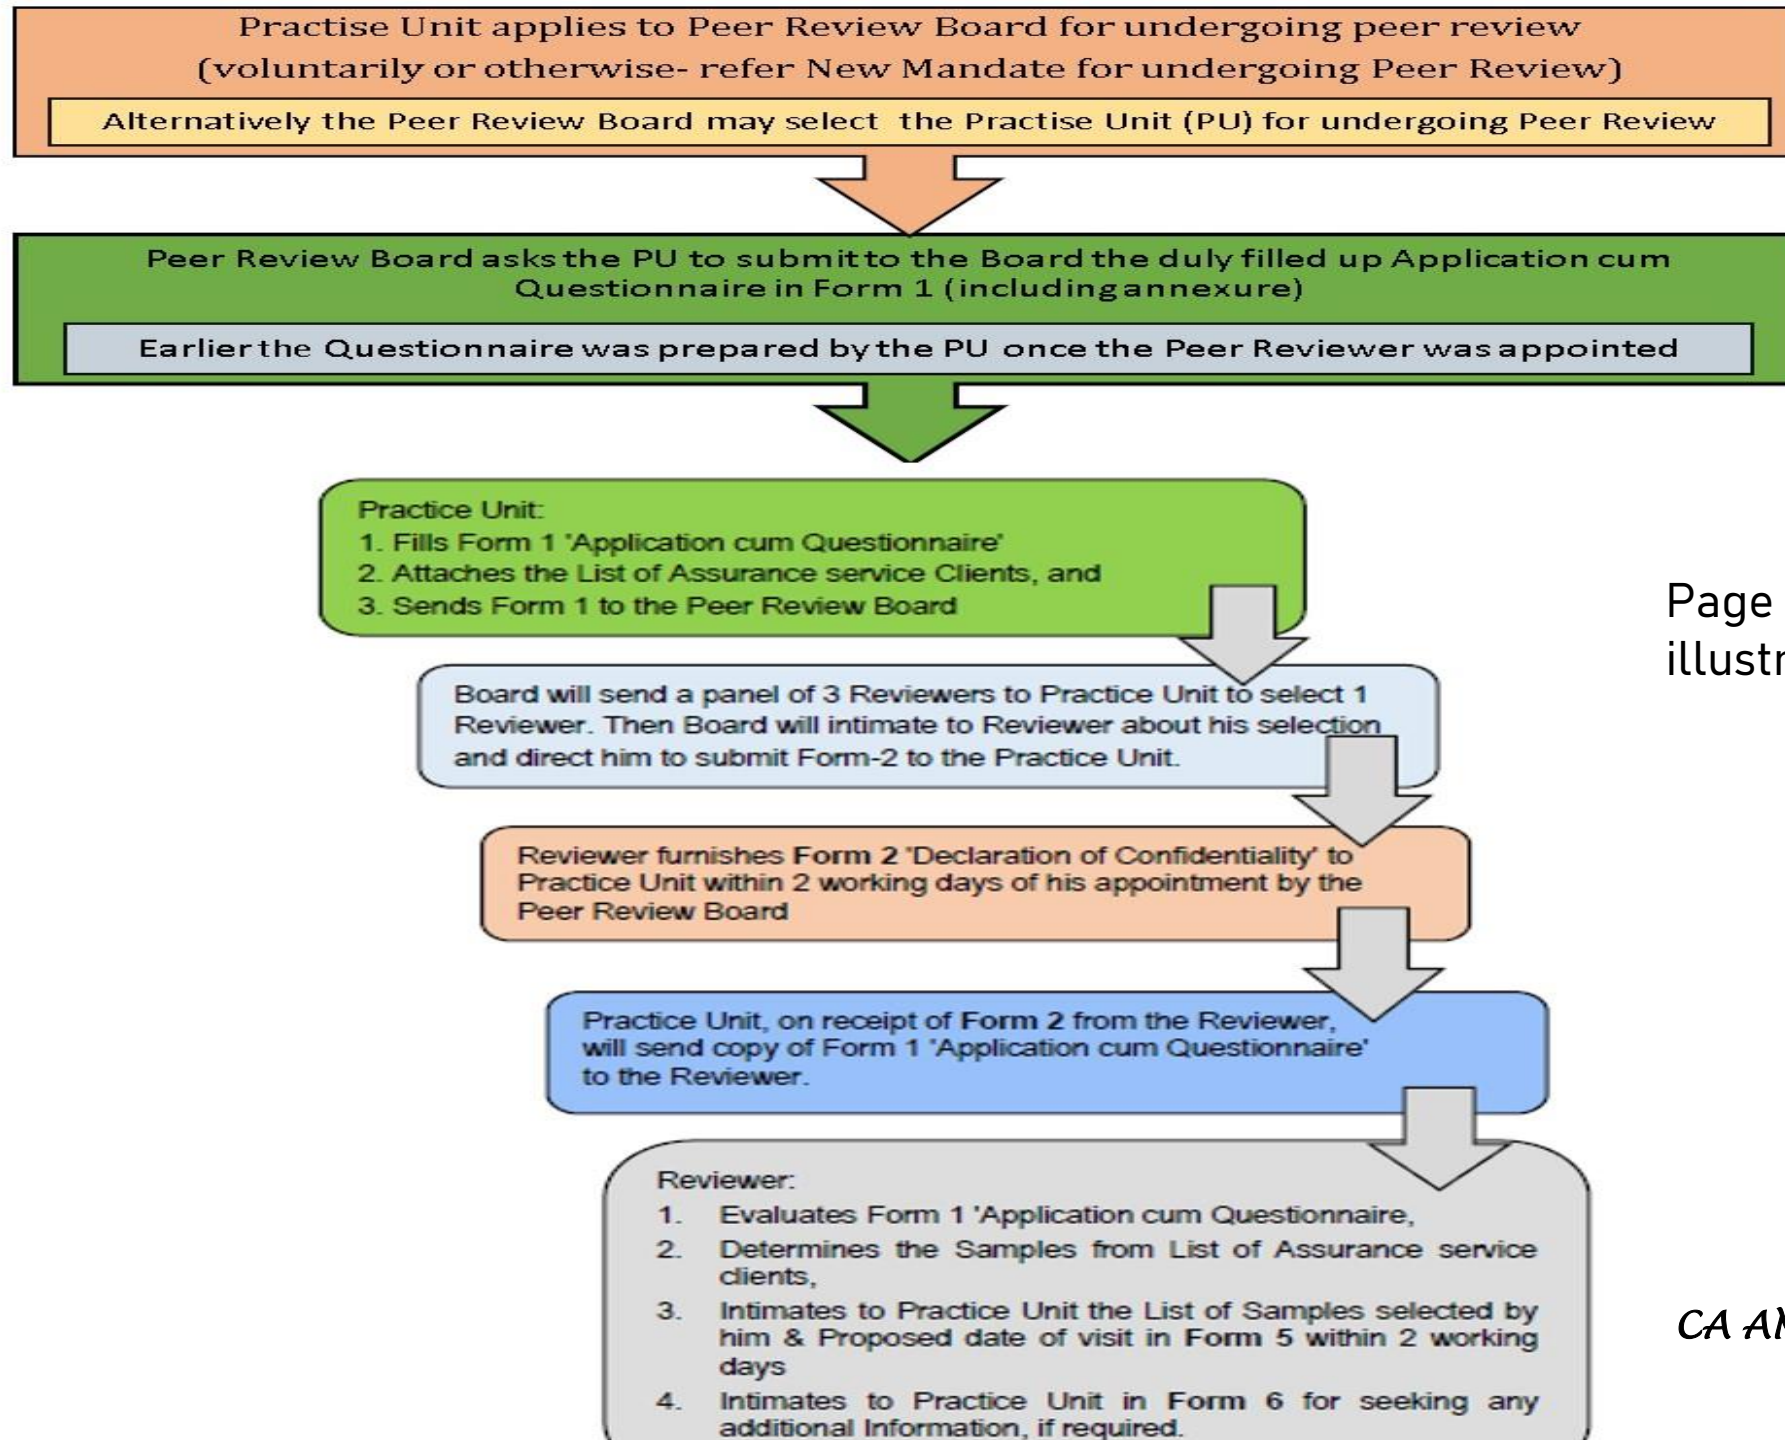 Practise Unit applies to Peer Review Board for undergoing peer review
(voluntarily or otherwise- refer New Mandate for undergoing Peer Review)
Alternatively the Peer Review Board may select the Practise Unit (PU) for undergoing Peer Review
Peer Review Board asks the PU to submit to the Board the duly filled up Application cum
Questionnaire in Form 1 (including annexure)
Earlier the Questionnaire was prepared by the PU once the Peer Reviewer was appointed
Practice Unit:
1. Fills Form 1 'Application cum Questionnaire'
2. Attaches the List of Assurance service Clients, and
3. Sends Form 1 to the Peer Review Board
Page
Board will send a panel of 3 Reviewers to Practice Unit to select 1
Reviewer. Then Board will intimate to Reviewer about his selection
and direct him to submit Form-2 to the Practice Unit.
Reviewer furnishes Form 2 'Declaration of Confidentiality' to
Practice Unit within 2 working days of his appointment by the
Peer Review Board
Practice Unit, on receipt of Form 2 from the Reviewer,
will send copy of Form 1 'Application cum Questionnaire'
to the Reviewer.
Reviewer:
1. Evaluates Form 1 'Application cum Questionnaire,
2. Determines the Samples from List of Assurance service
clients,
3. Intimates to Practice Unit the List of Samples selected by
him & Proposed date of visit in Form 5 within 2 working
days
4. Intimates to Practice Unit in Form 6 for seeking any
additional Information, if required.
CA